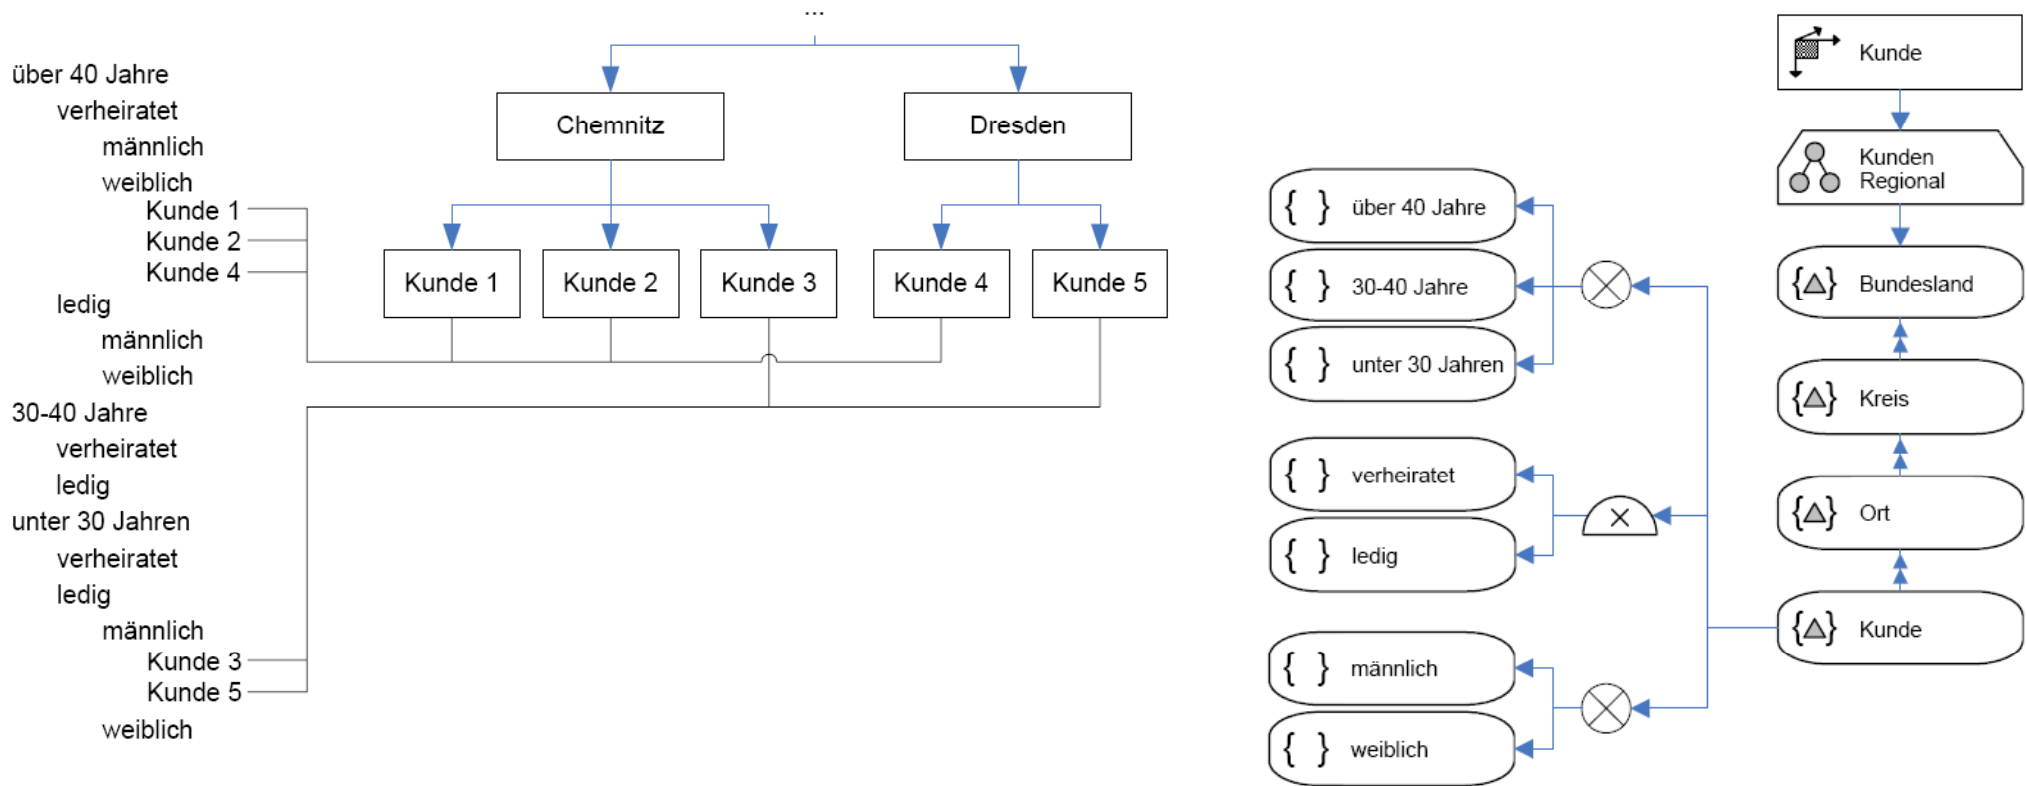 ...
über 40 Jahre
verheiratet
männlich
weiblich
Kunde 1
Kunde 2
Kunde 4
ledig
männlich
weiblich
30-40 Jahre
verheiratet
ledig
unter 30 Jahren
verheiratet
ledig
männlich
Kunde 3
Kunde 5
weiblich
Chemnitz
Dresden
Kunde 1
Kunde 2
Kunde 3
Kunde 4
Kunde 5
{ } über 40 Jahre
{ } 30-40 Jahre
{ } unter 30 Jahren
{ } verheiratet
{ } ledig
{ } männlich
{ } weiblich
Kunde
Kunden
Regional
{ } Bundesland
{ } Kreis
{ } Ort
{ } Kunde